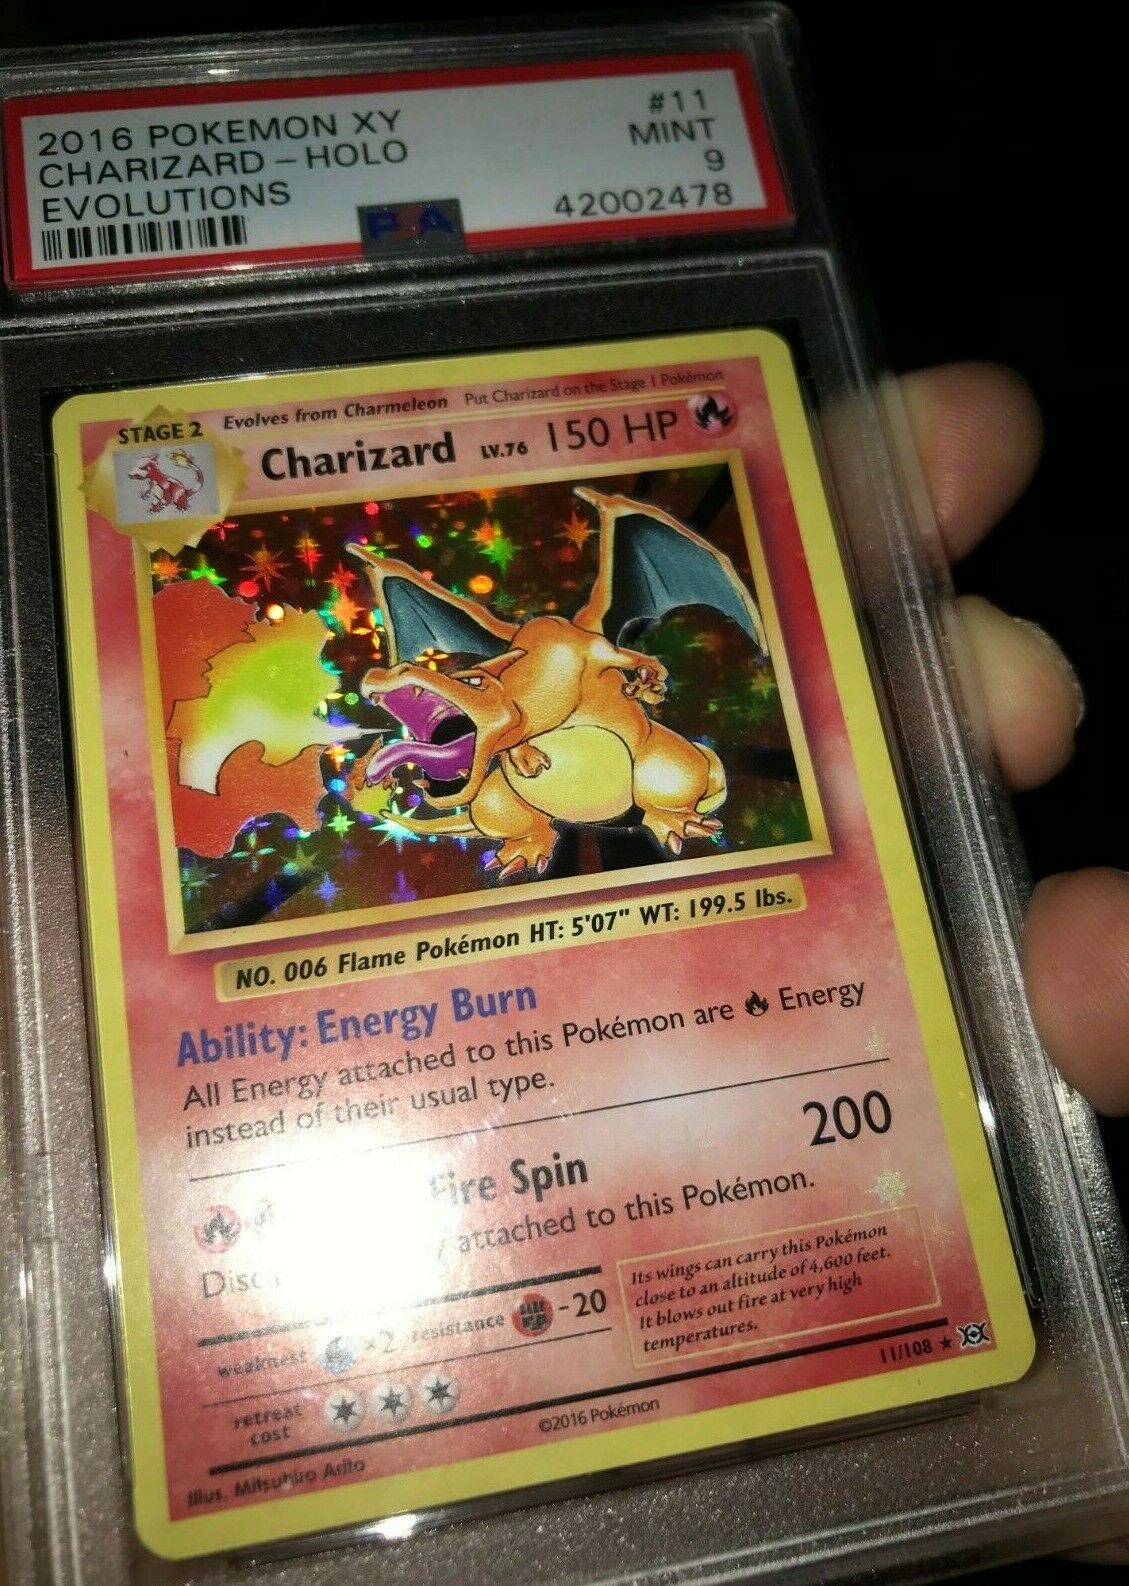 2016 POKEMON XY #11
CHARIZARD - HOLO MINT
EVOLUTIONS 9
PSA 42002478
STAGE 2 Evolves from Charmeleon Put Charizard on the Stage 1 Pokémon
Charizard LV.76 150 HP
NO. 006 Flame Pokémon HT: 5'07" WT: 199.5 lbs.
Ability: Energy Burn
All Energy attached to this Pokémon are Energy
instead of their usual type.
Fire Spin 200
attached to this Pokémon.
weakness ×2 resistance -20
retreat
cost
Its wings can carry this Pokémon
close to an altitude of 4,600 feet.
It blows out fire at very high
temperatures.
11/108 ★
©2016 Pokémon
Illus. Mitsuhiro Arito